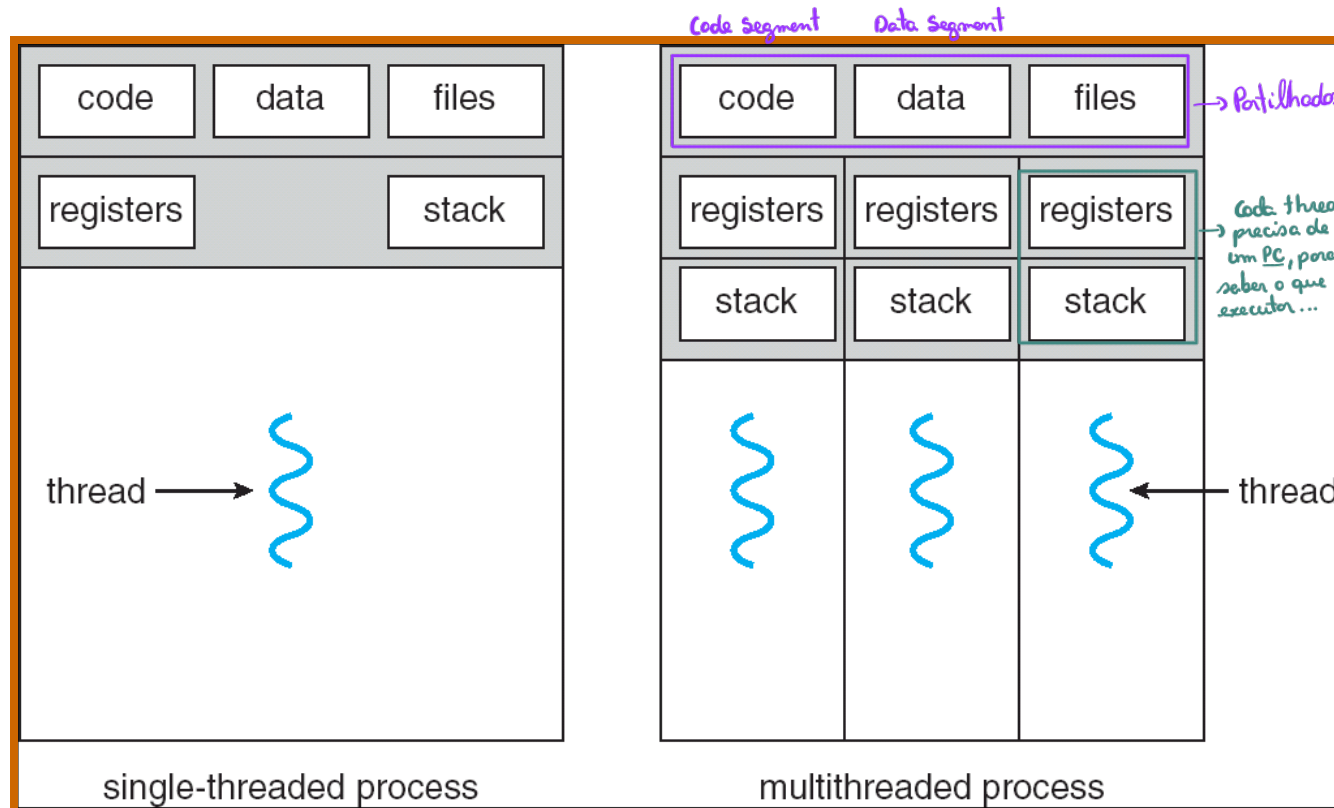 Code segment Data segment
code data files
code data files
→ Partilhados
registers stack
registers registers registers
stack stack stack
Cada thread
precisa de
um PC, para
saber o que
executar...
thread
thread
single-threaded process
multithreaded process